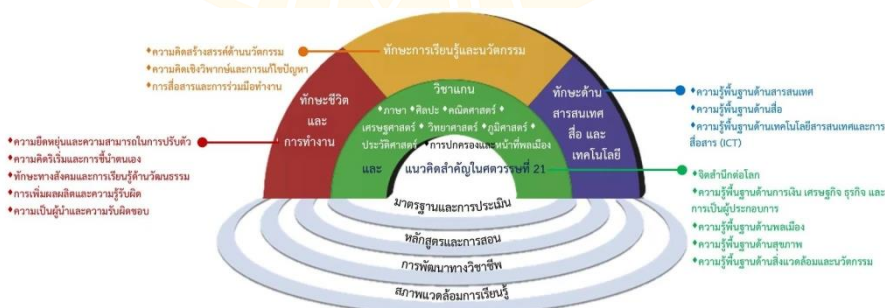 ทักษะการเรียนรู้และนวัตกรรม
♦ความคิดสร้างสรรค์ด้านนวัตกรรม
♦ความคิดเชิงวิพากษ์และการแก้ไขปัญหา
♦การสื่อสารและการร่วมมือทำงาน
ทักษะชีวิต
และ
การทำงาน
♦ความยืดหยุ่นและความสามารถในการปรับตัว
♦ความคิดริเริ่มและการชี้นำตนเอง
♦ทักษะทางสังคมและการเรียนรู้ด้านวัฒนธรรม
♦การเพิ่มผลผลิตและความรู้รับผิด
♦ความเป็นผู้นำและความรับผิดชอบ
วิชาแกน
♦ภาษา ♦ศิลปะ ♦คณิตศาสตร์ ♦
เศรษฐศาสตร์ ♦ วิทยาศาสตร์ ♦ภูมิศาสตร์ ♦
ประวัติศาสตร์ ♦การปกครองและหน้าที่พลเมือง
และ แนวคิดสำคัญในศตวรรษที่ 21
ทักษะด้าน
สารสนเทศ
สื่อ และ
เทคโนโลยี
♦ความรู้พื้นฐานด้านสารสนเทศ
♦ความรู้พื้นฐานด้านสื่อ
♦ความรู้พื้นฐานด้านเทคโนโลยีสารสนเทศและการ
สื่อสาร (ICT)
♦จิตสำนึกต่อโลก
♦ความรู้พื้นฐานด้านการเงิน เศรษฐกิจ ธุรกิจ และ
การเป็นผู้ประกอบการ
♦ความรู้พื้นฐานด้านพลเมือง
♦ความรู้พื้นฐานด้านสุขภาพ
♦ความรู้พื้นฐานด้านสิ่งแวดล้อมและนวัตกรรม
มาตรฐานและการประเมิน
หลักสูตรและการสอน
การพัฒนาทางวิชาชีพ
สภาพแวดล้อมการเรียนรู้